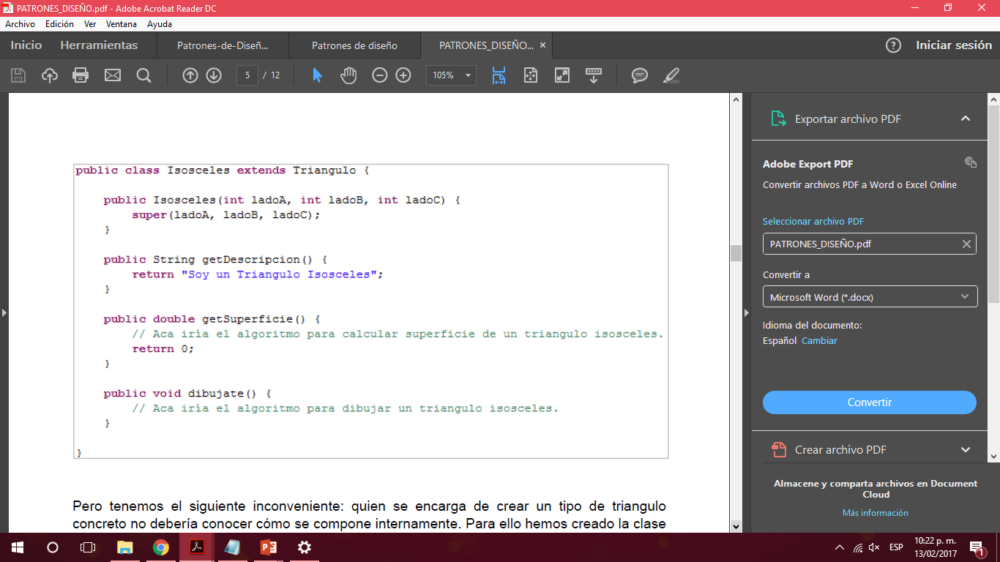 PATRONES_DISEÑO.pdf - Adobe Acrobat Reader DC
Archivo Edición Ver Ventana Ayuda
Inicio Herramientas Patrones-de-Diseñ... Patrones de diseño PATRONES_DISEÑO... × ? Iniciar sesión
5 / 12 105%
public class Isosceles extends Triangulo {
public Isosceles(int ladoA, int ladoB, int ladoC) {
super(ladoA, ladoB, ladoC);
}
public String getDescripcion() {
return "Soy un Triangulo Isosceles";
}
public double getSuperficie() {
// Aca iría el algoritmo para calcular superficie de un triangulo isosceles.
return 0;
}
public void dibujate() {
// Aca iría el algoritmo para dibujar un triangulo isosceles.
}
}
Pero tenemos el siguiente inconveniente: quien se encarga de crear un tipo de triangulo
concreto no debería conocer cómo se compone internamente. Para ello hemos creado la clase
Exportar archivo PDF
Adobe Export PDF
Convertir archivos PDF a Word o Excel Online
Seleccionar archivo PDF
PATRONES_DISEÑO.pdf
Convertir a
Microsoft Word (*.docx)
Idioma del documento:
Español Cambiar
Convertir
Crear archivo PDF
Almacene y comparta archivos en Document
Cloud
Más información
ESP
10:22 p. m.
13/02/2017
1